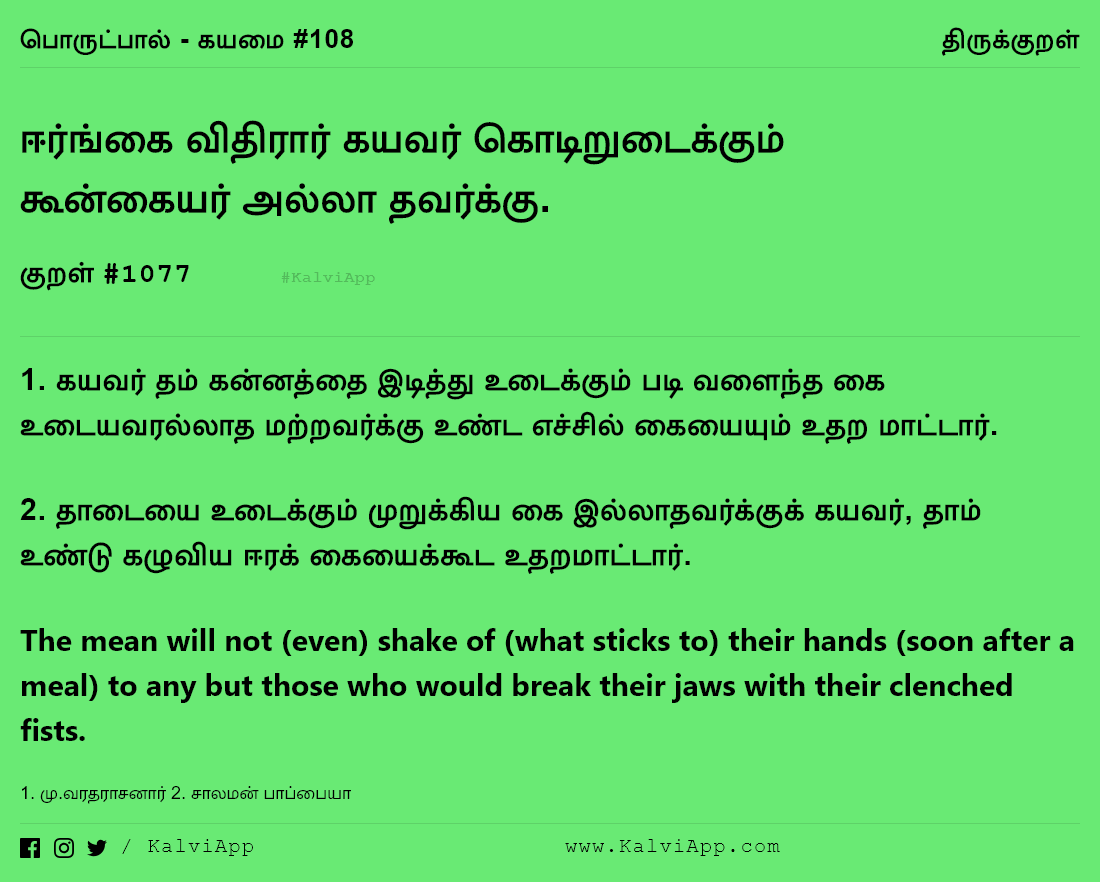 பொருட்பால் - கயமை #108
திருக்குறள்
ஈர்ங்கை விதிரார் கயவர் கொடிறுடைக்கும்
கூன்கையர் அல்லா தவர்க்கு.
குறள் #1077
#KalviApp
1. கயவர் தம் கன்னத்தை இடித்து உடைக்கும் படி வளைந்த கை
உடையவரல்லாத மற்றவர்க்கு உண்ட எச்சில் கையையும் உதற மாட்டார்.
2. தாடையை உடைக்கும் முறுக்கிய கை இல்லாதவர்க்குக் கயவர், தாம்
உண்டு கழுவிய ஈரக் கையைக்கூட உதறமாட்டார்.
The mean will not (even) shake of (what sticks to) their hands (soon after a
meal) to any but those who would break their jaws with their clenched
fists.
1. மு.வரதராசனார் 2. சாலமன் பாப்பையா
/ KalviApp
www.KalviApp.com